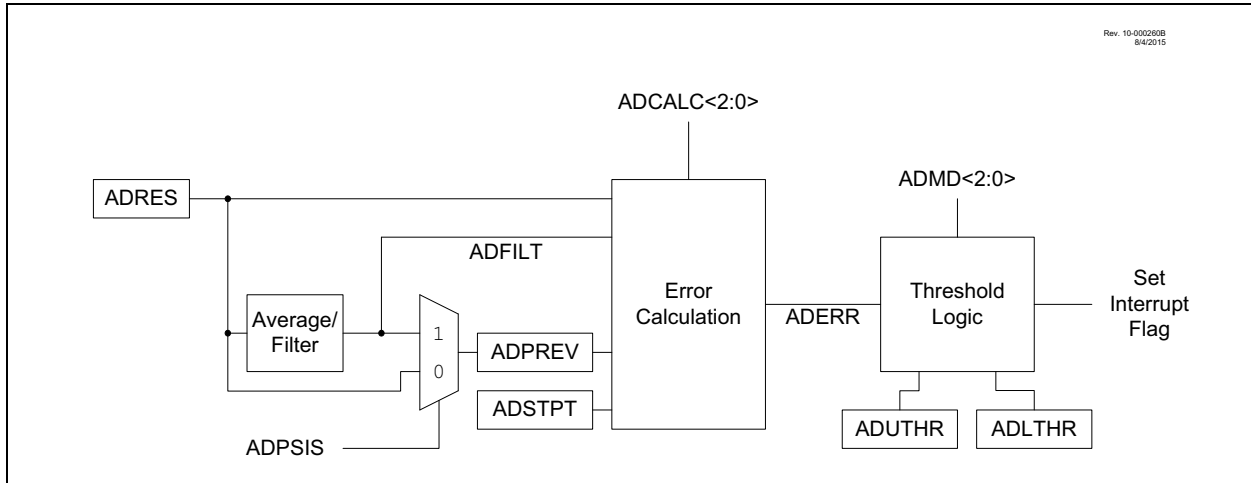 Rev. 10-000260B
8/4/2015
ADCALC<2:0>
ADMD<2:0>
ADRES
ADFILT
Error
Calculation
ADERR
Threshold
Logic
Set
Interrupt
Flag
Average/
Filter
1
0
ADPREV
ADSTPT
ADPSIS
ADUTHR
ADLTHR